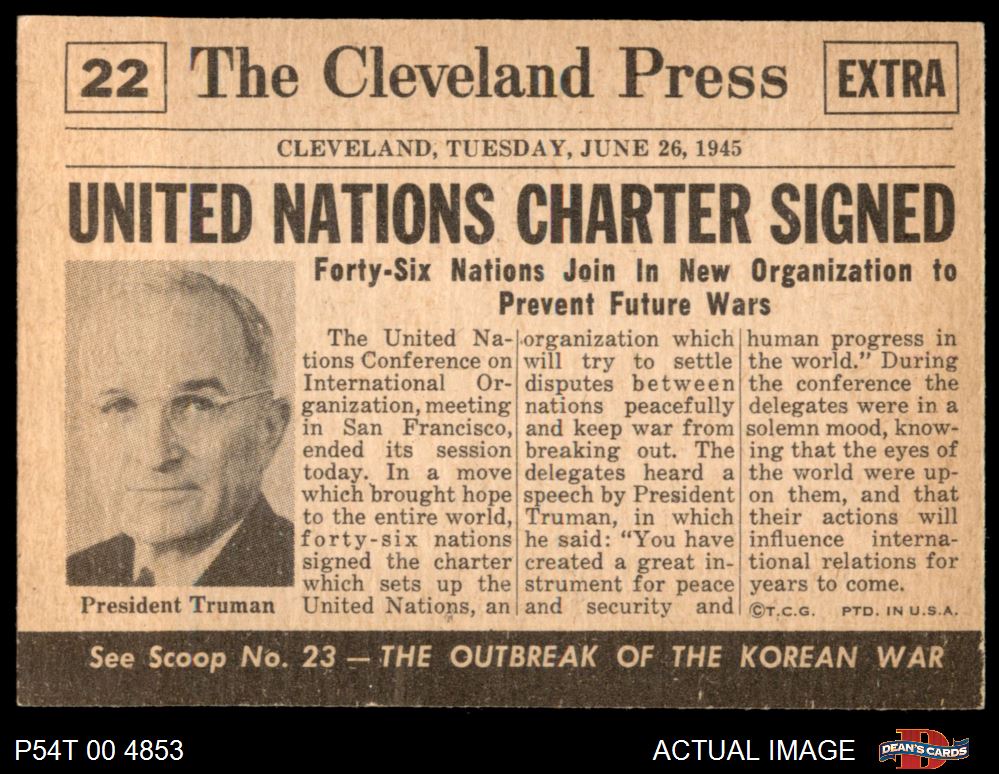 22 The Cleveland Press EXTRA
CLEVELAND, TUESDAY, JUNE 26, 1945
UNITED NATIONS CHARTER SIGNED
Forty-Six Nations Join In New Organization to
Prevent Future Wars
President Truman
The United Na-
tions Conference on
International Or-
ganization, meeting
in San Francisco,
ended its session
today. In a move
which brought hope
to the entire world,
forty-six nations
signed the charter
which sets up the
United Nations, an
organization which
will try to settle
disputes between
nations peacefully
and keep war from
breaking out. The
delegates heard a
speech by President
Truman, in which
he said: “You have
created a great in-
strument for peace
and security and
human progress in
the world.” During
the conference the
delegates were in a
solemn mood, know-
ing that the eyes of
the world were up-
on them, and that
their actions will
influence interna-
tional relations for
years to come.
©T.C.G. PTD. IN U.S.A.
See Scoop No. 23 — THE OUTBREAK OF THE KOREAN WAR
P54T 00 4853
ACTUAL IMAGE
D
DEAN'S CARDS